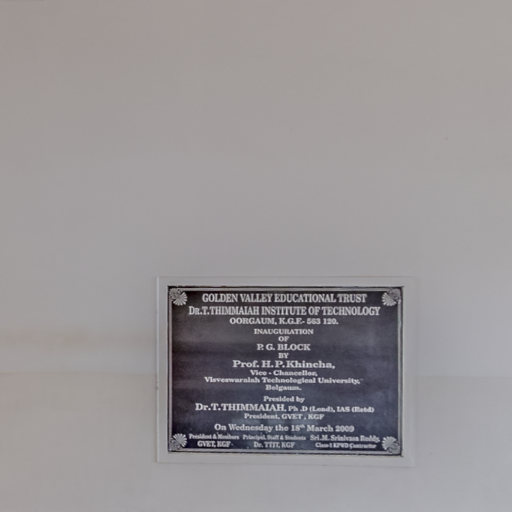 GOLDEN VALLEY EDUCATIONAL TRUST
DR.T.THIMMAIAH INSTITUTE OF TECHNOLOGY
OORGAUM, K.G.F.- 563 120.
INAUGURATION
OF
P. G. BLOCK
BY
Prof. H. P. Khincha,
Vice - Chancellor,
Visveswaraiah Technological University,
Belgaum.
Presided by
Dr.T.THIMMAIAH, Ph .D (Lond), IAS (Retd)
President, GVET , KGF
On Wednesday the 18th March 2009
President & Members Principal, Staff & Students Sri.M. Srinivasa Reddy,
GVET, KGF Dr. TTIT, KGF Class-1 KPWD Contractor